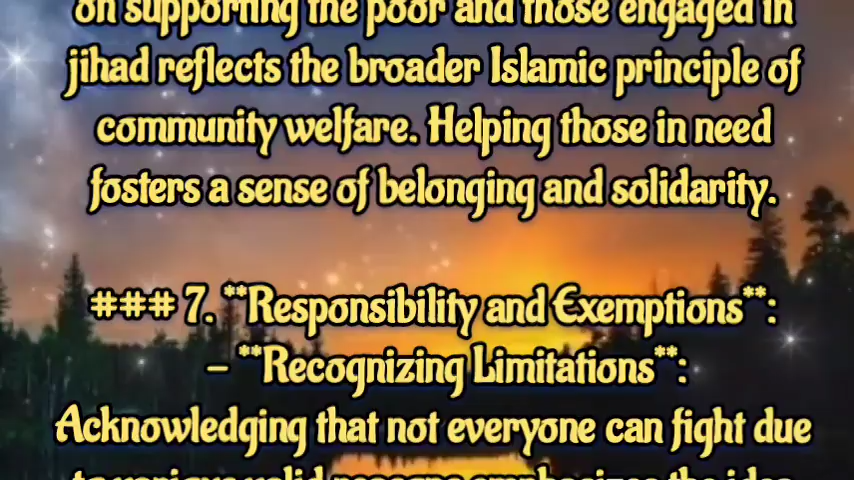 on supporting the poor and those engaged in
jihad reflects the broader Islamic principle of
community welfare. Helping those in need
fosters a sense of belonging and solidarity.
### 7. **Responsibility and Exemptions**:
- **Recognizing Limitations**:
Acknowledging that not everyone can fight due
to various valid reasons emphasizes the idea